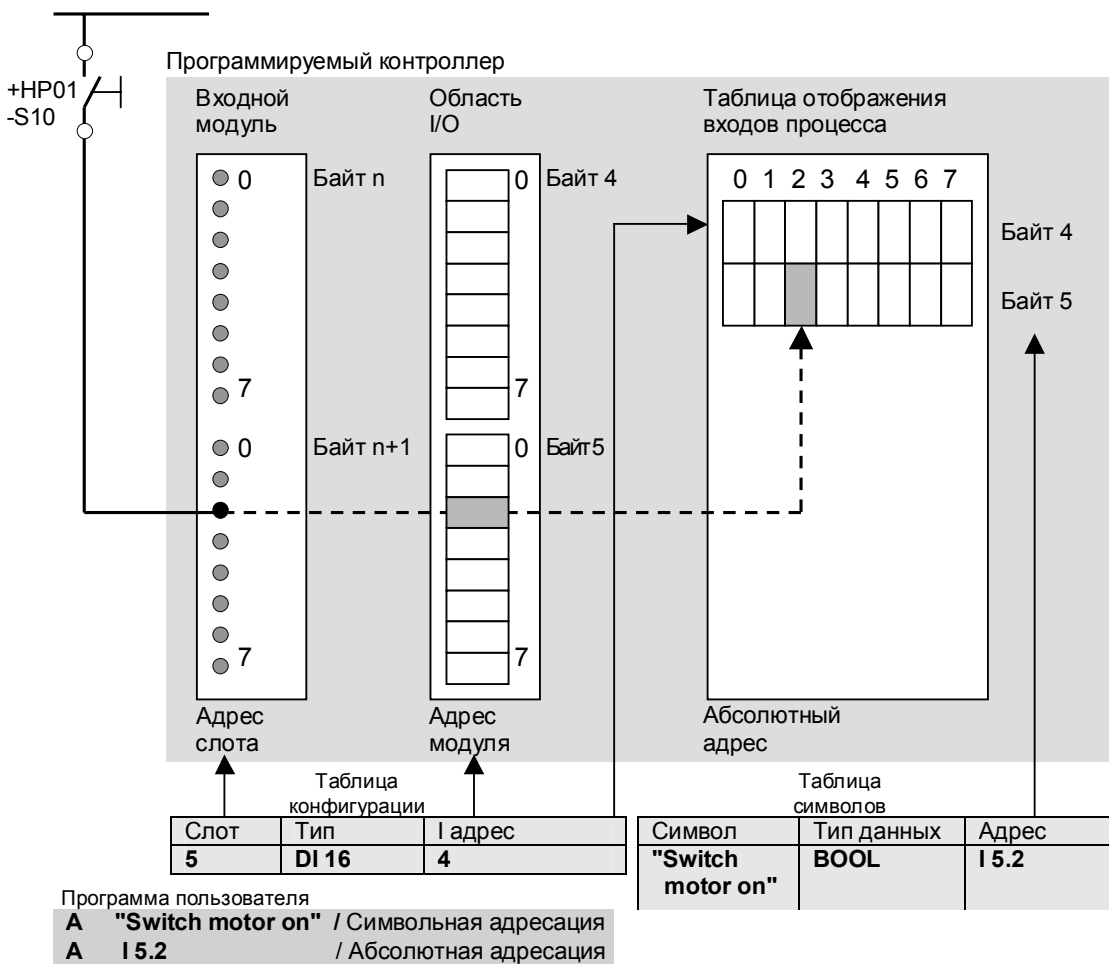 Программируемый контроллер
+HP01
-S10
Входной
модуль
Область
I/O
Таблица отображения
входов процесса
0 Байт n
7
0 Байт n+1
7
0 Байт 4
7
0 Байт5
7
0 1 2 3 4 5 6 7
Байт 4
Байт 5
Адрес
слота
Адрес
модуля
Абсолютный
адрес
Таблица
конфигурации
Слот Тип I адрес
5 DI 16 4
Таблица
символов
Символ Тип данных Адрес
"Switch BOOL I 5.2
motor on"
Программа пользователя
A "Switch motor on" / Символьная адресация
A I 5.2 / Абсолютная адресация